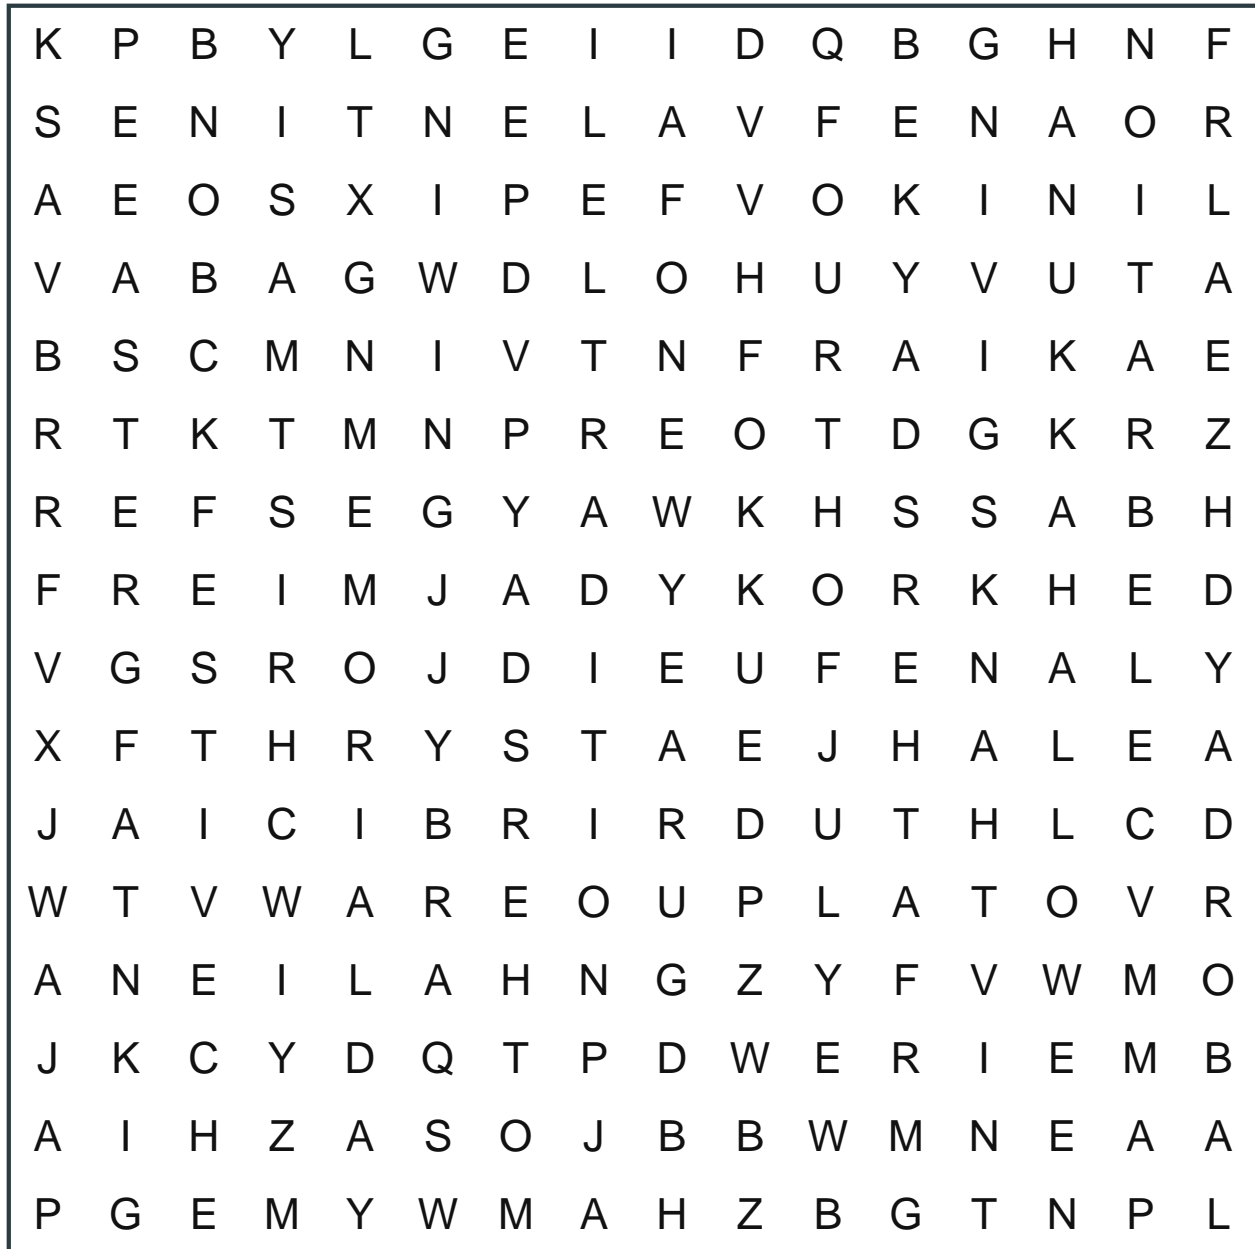 K P B Y L G E I I D Q B G H N F
S E N I T N E L A V F E N A O R
A E O S X I P E F V O K I N I L
V A B A G W D L O H U Y V U T A
B S C M N I V T N F R A I K A E
R T K T M N P R E O T D G K R Z
R E F S E G Y A W K H S S A B H
F R E I M J A D Y K O R K H E D
V G S R O J D I E U F E N A L Y
X F T H R Y S T A E J H A L E A
J A I C I B R I R D U T H L C D
W T V W A R E O U P L A T O V R
A N E I L A H N G Z Y F V W M O
J K C Y D Q T P D W E R I E M B
A I H Z A S O J B B W M N E A A
P G E M Y W M A H Z B G T N P L